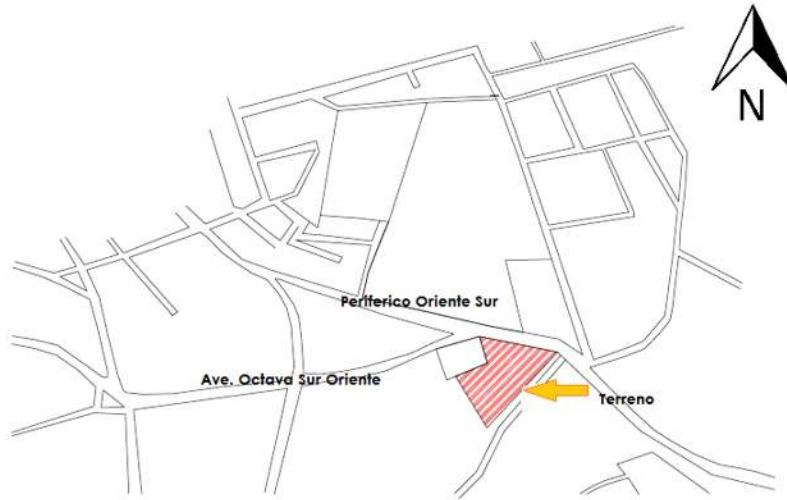 N
Periferico Oriente Sur
Ave. Octava Sur Oriente
Terreno